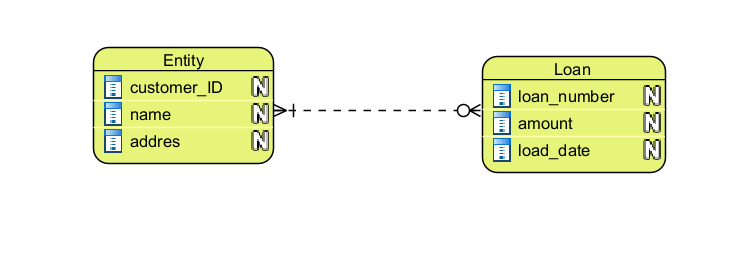 Entity
customer_ID N
name N
addres N
Loan
loan_number N
amount N
load_date N